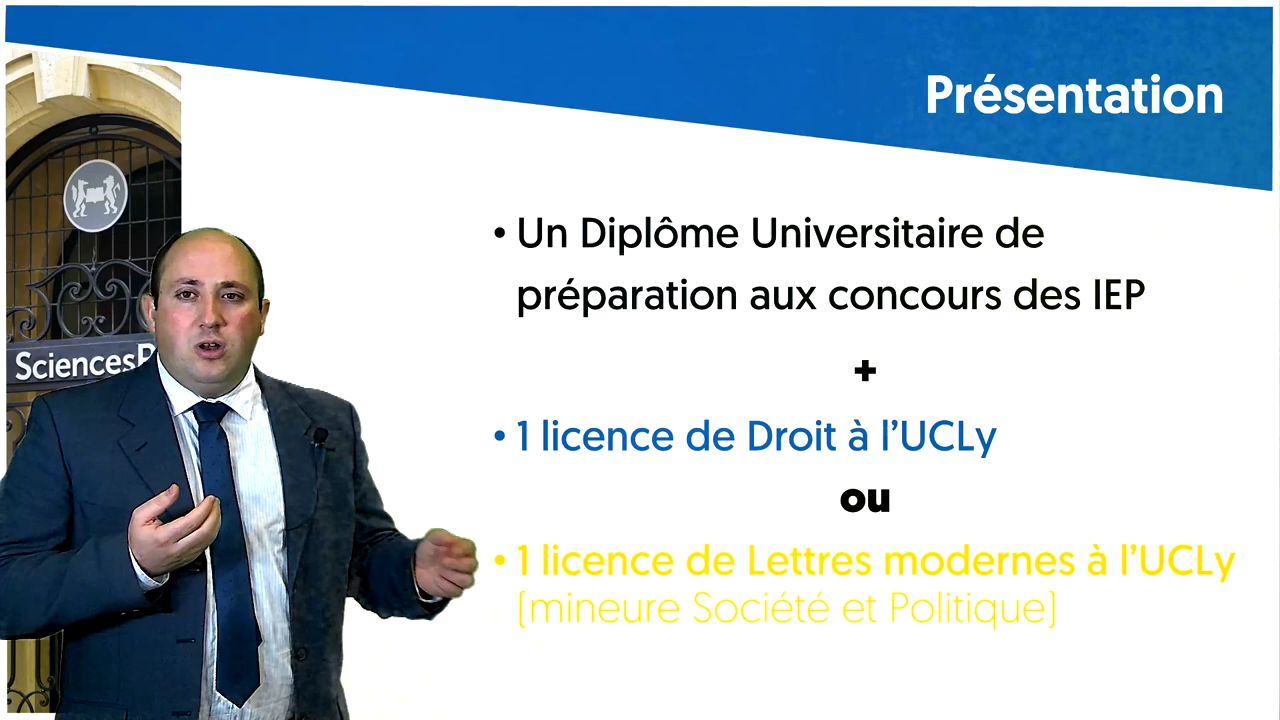 Présentation
SciencesP
• Un Diplôme Universitaire de
préparation aux concours des IEP
+
• 1 licence de Droit à l’UCLy
ou
• 1 licence de Lettres modernes à l’UCLy
(mineure Société et Politique)